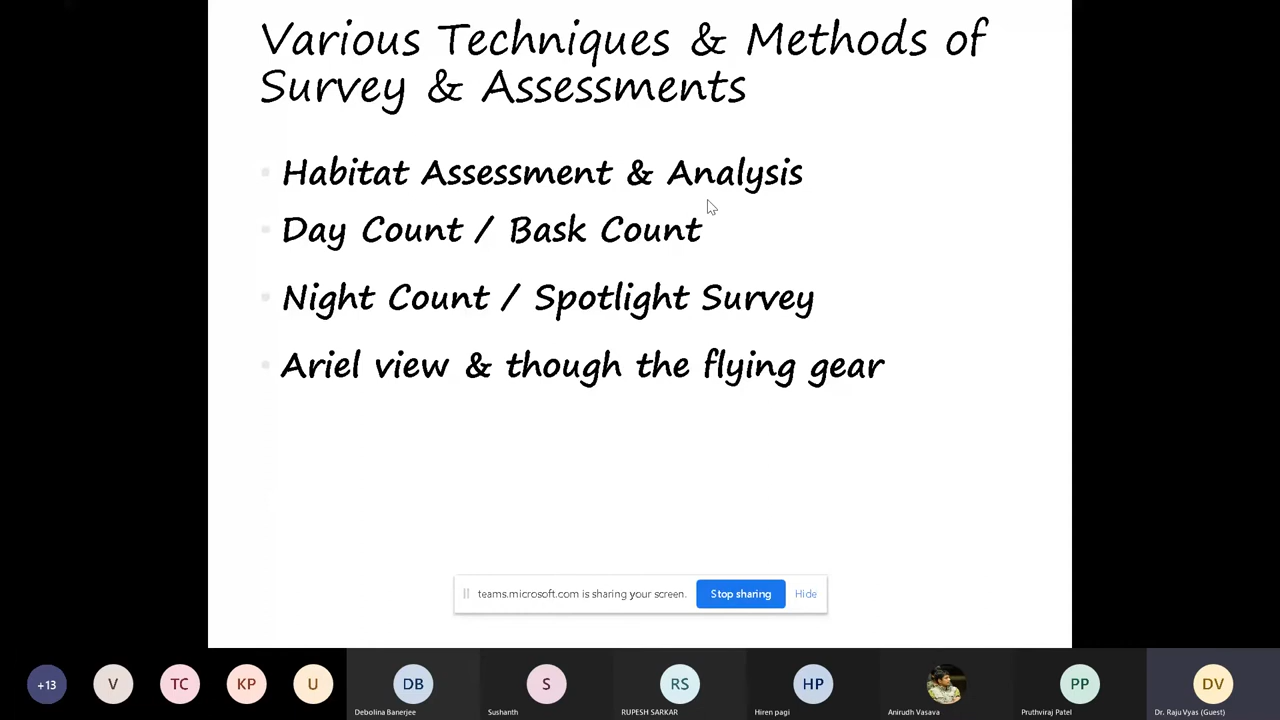 Various Techniques & Methods of
Survey & Assessments
Habitat Assessment & Analysis
Day Count / Bask Count
Night Count / Spotlight Survey
Ariel view & though the flying gear
teams.microsoft.com is sharing your screen.
Stop sharing
Hide
+13
V
TC
KP
U
DB
S
RS
HP
PP
DV
Debolina Banerjee
Sushanth
RUPESH SARKAR
Hiren pagi
Anirudh Vasava
Pruthviraj Patel
Dr. Raju Vyas (Guest)